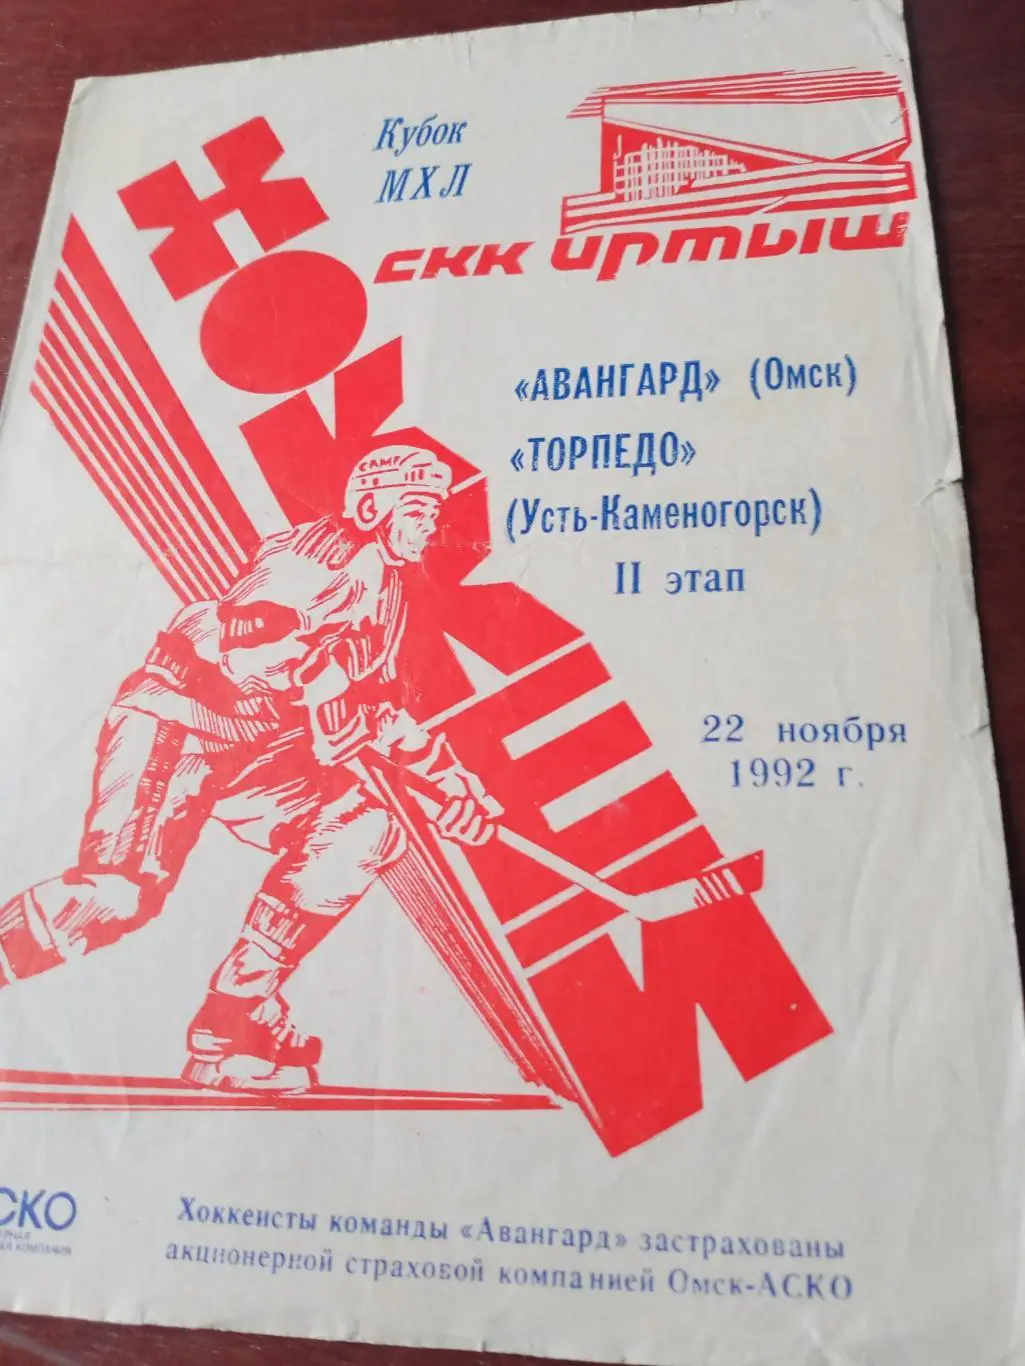 Кубок
МХЛ
СКК ИРТЫШ
ХОККЕЙ
«АВАНГАРД» (Омск)
«ТОРПЕДО»
(Усть-Каменогорск)
II этап
22 ноября
1992 г.
СКО
КОМПАНИЯ
Хоккеисты команды «Авангард» застрахованы
акционерной страховой компанией Омск-АСКО